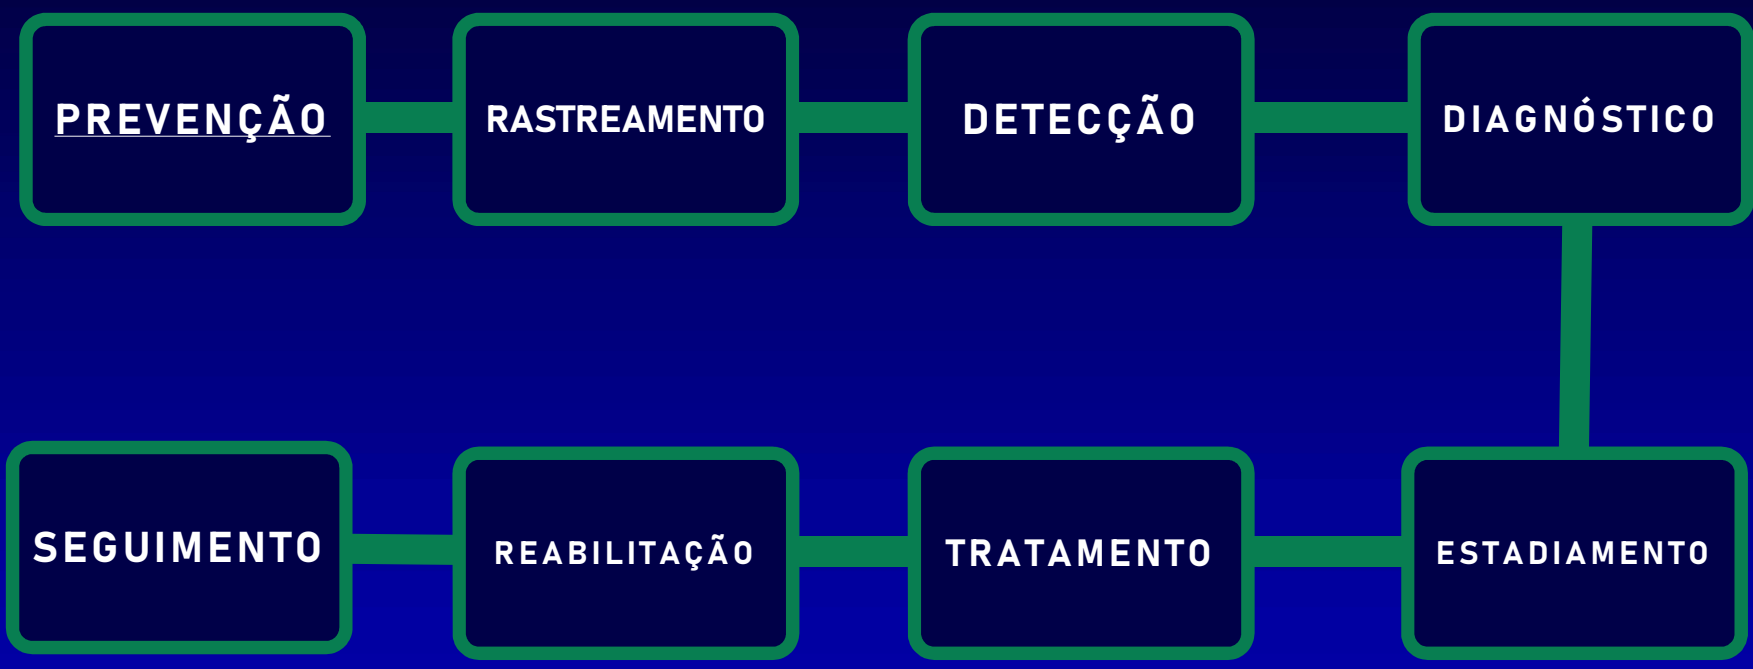 PREVENÇÃO
RASTREAMENTO
DETECÇÃO
DIAGNÓSTICO
SEGUIMENTO
REABILITAÇÃO
TRATAMENTO
ESTADIAMENTO